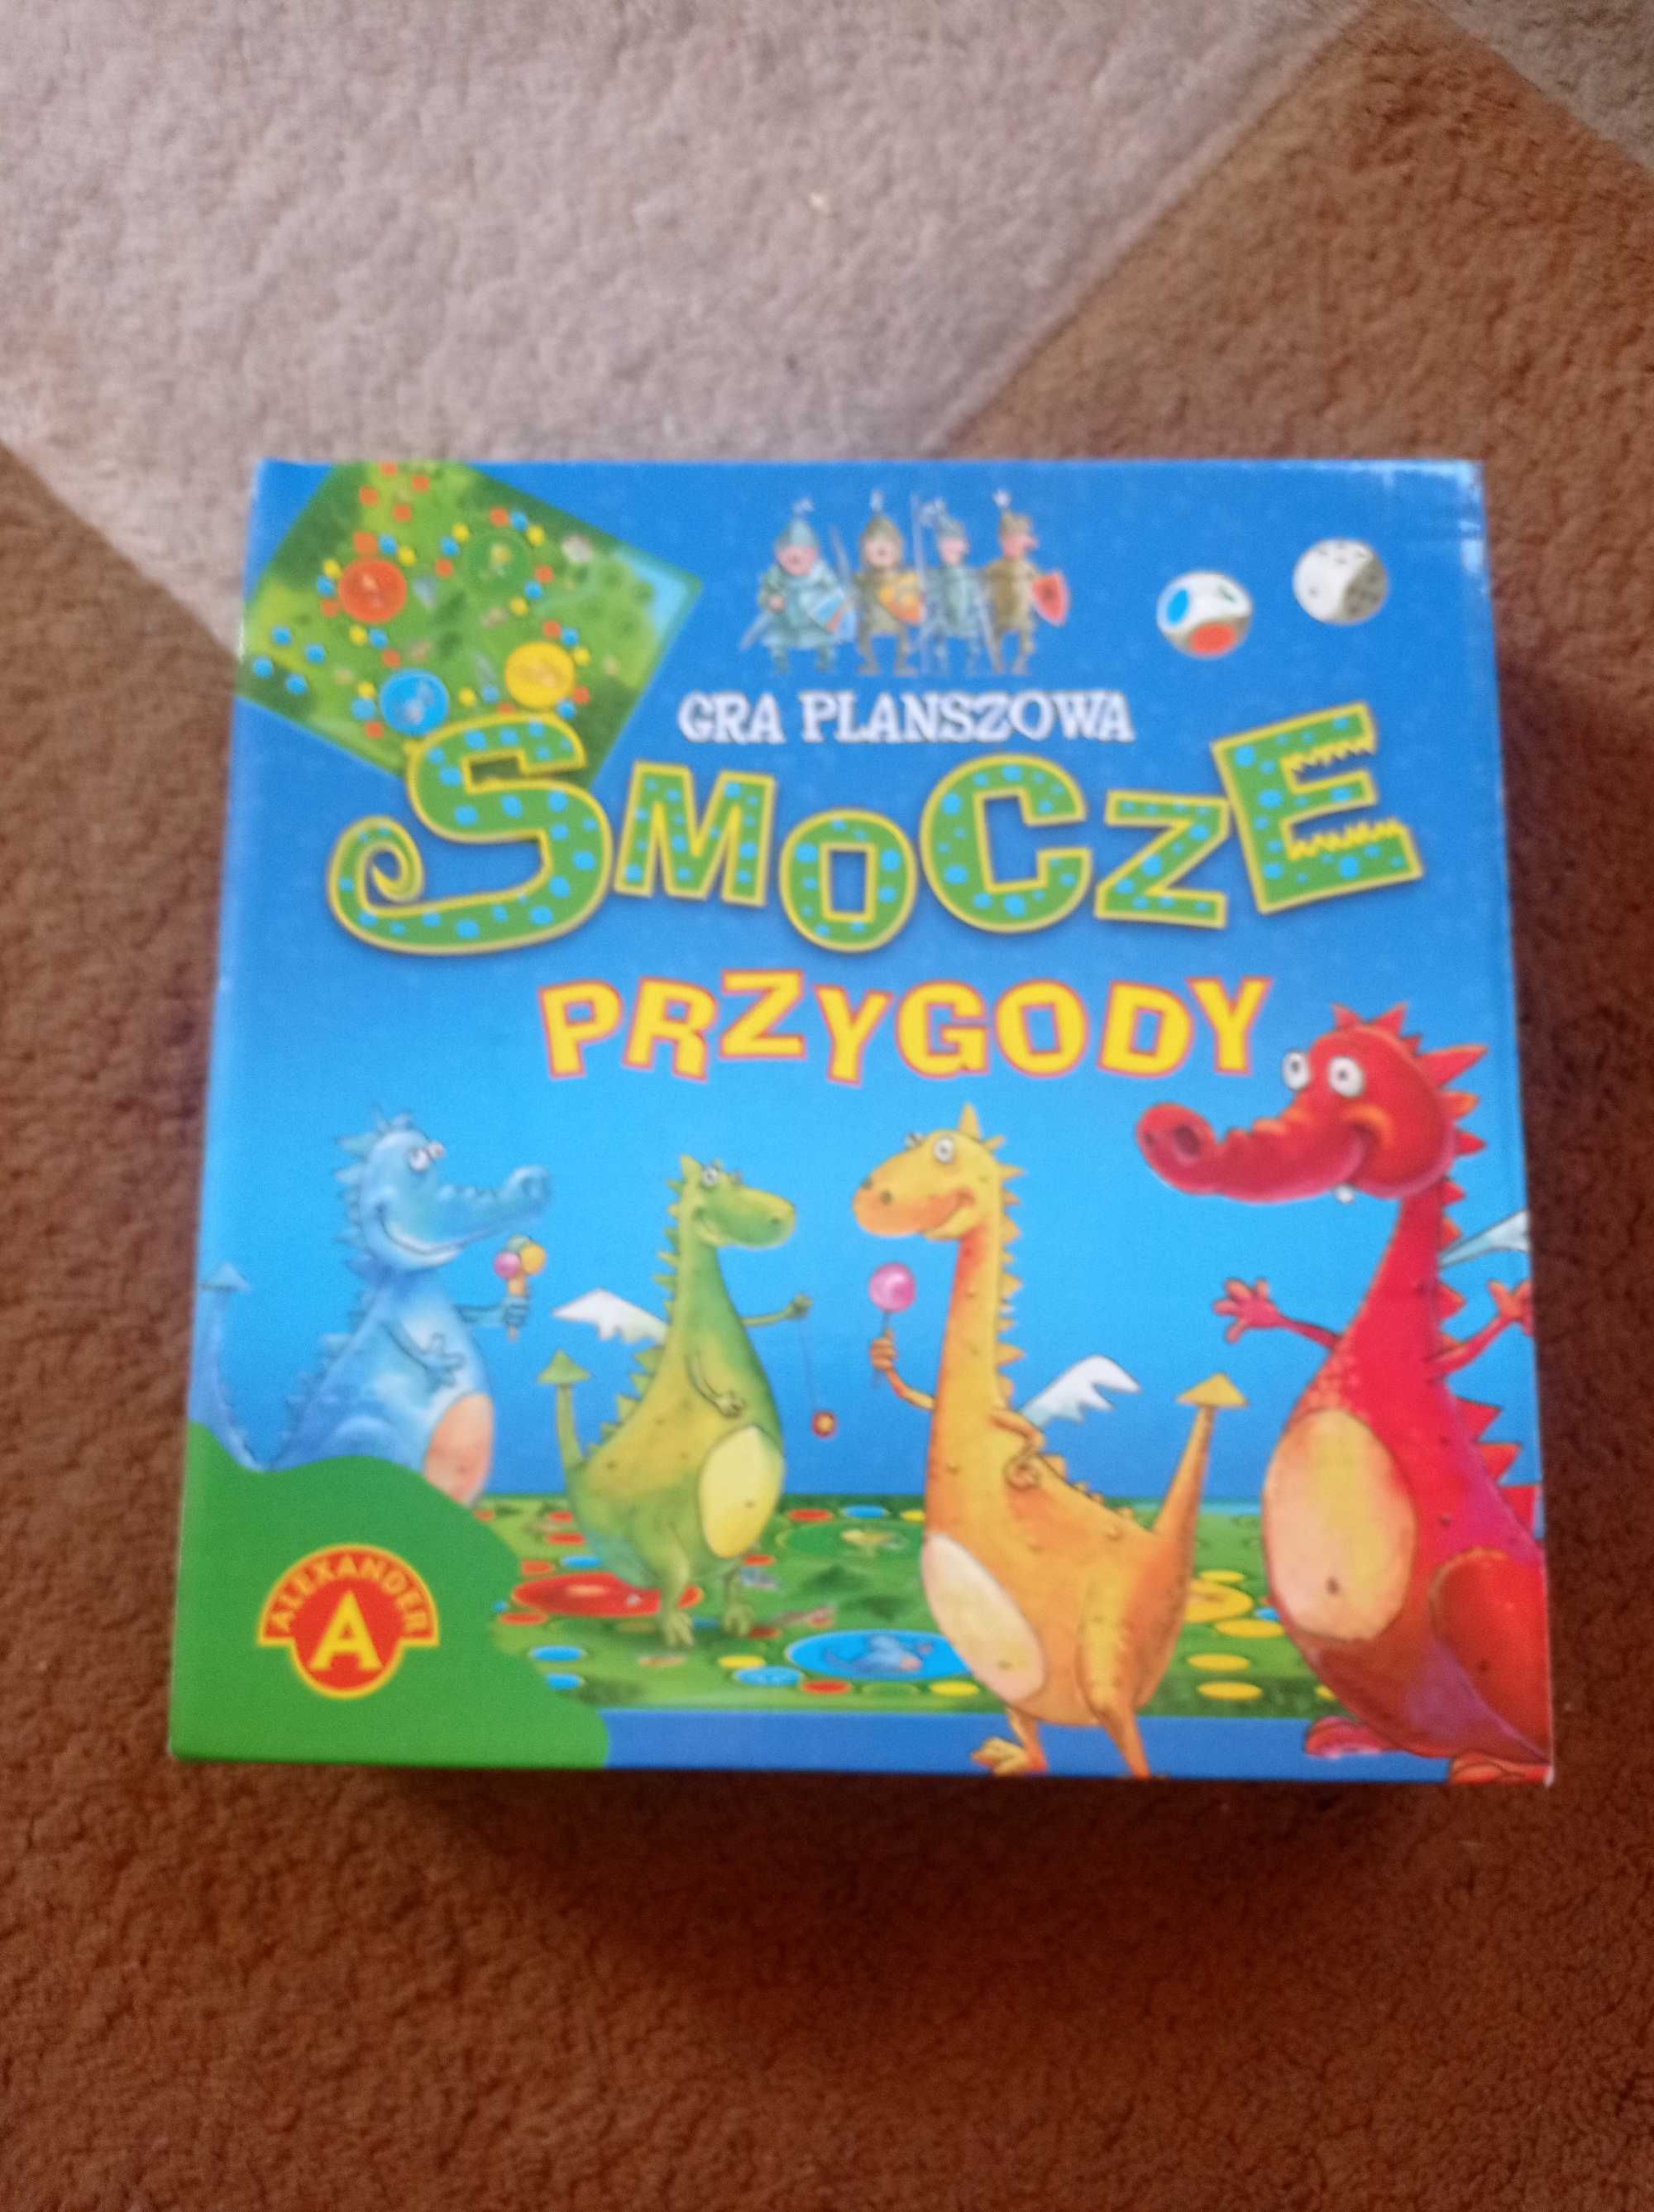 GRA PLANSZOWA
SMOCZE
PRZYGODY
ALEXANDER
A